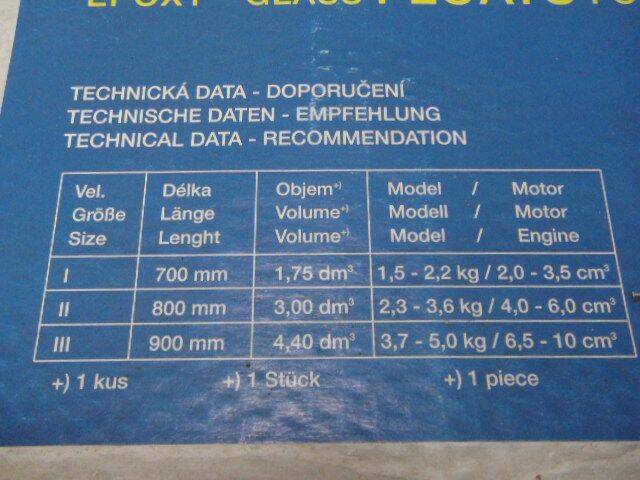 EPOXY - GLASS
TECHNICKÁ DATA - DOPORUČENÍ
TECHNISCHE DATEN - EMPFEHLUNG
TECHNICAL DATA - RECOMMENDATION
Vel. Délka Objem+) Model / Motor
Größe Länge Volume+) Modell / Motor
Size Lenght Volume+) Model / Engine
I 700 mm 1,75 dm³ 1,5 - 2,2 kg / 2,0 - 3,5 cm³
II 800 mm 3,00 dm³ 2,3 - 3,6 kg / 4,0 - 6,0 cm³
III 900 mm 4,40 dm³ 3,7 - 5,0 kg / 6,5 - 10 cm³
+) 1 kus +) 1 Stück +) 1 piece